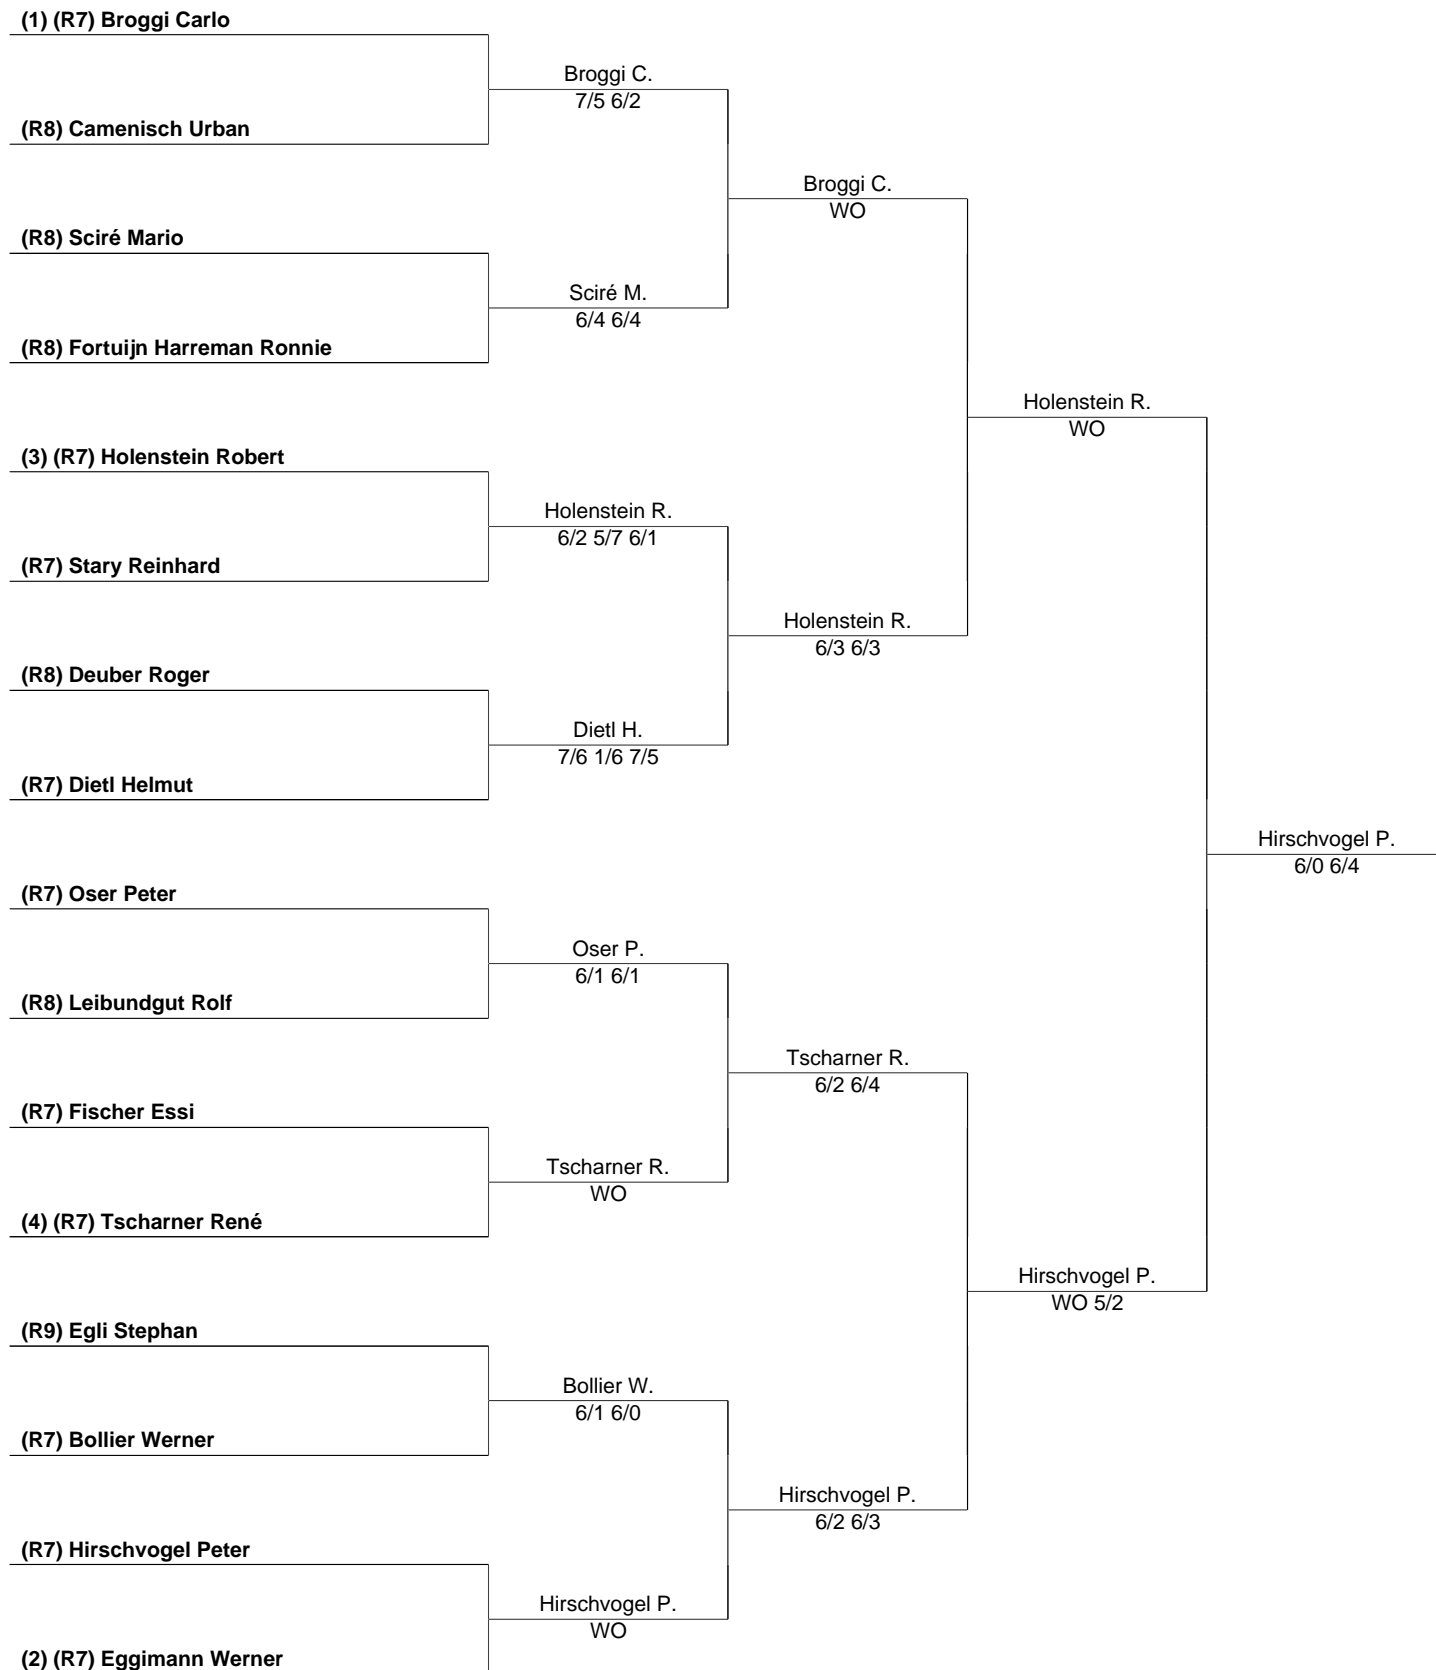 (1) (R7) Broggi Carlo
Broggi C.
7/5 6/2
(R8) Camenisch Urban
Broggi C.
WO
(R8) Sciré Mario
Sciré M.
6/4 6/4
(R8) Fortuijn Harreman Ronnie
Holenstein R.
WO
(3) (R7) Holenstein Robert
Holenstein R.
6/2 5/7 6/1
(R7) Stary Reinhard
Holenstein R.
6/3 6/3
(R8) Deuber Roger
Dietl H.
7/6 1/6 7/5
(R7) Dietl Helmut
Hirschvogel P.
6/0 6/4
(R7) Oser Peter
Oser P.
6/1 6/1
(R8) Leibundgut Rolf
Tscharner R.
6/2 6/4
(R7) Fischer Essi
Tscharner R.
WO
(4) (R7) Tscharner René
Hirschvogel P.
WO 5/2
(R9) Egli Stephan
Bollier W.
6/1 6/0
(R7) Bollier Werner
Hirschvogel P.
6/2 6/3
(R7) Hirschvogel Peter
Hirschvogel P.
WO
(2) (R7) Eggimann Werner